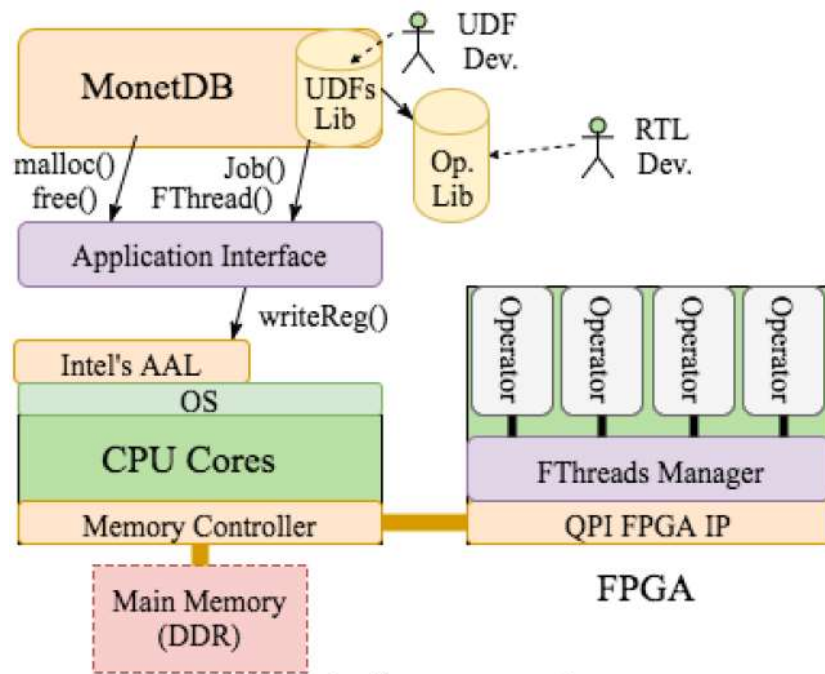 UDF
Dev.
MonetDB
UDFs
Lib
Op.
Lib
RTL
Dev.
malloc()
free()
Job()
FThread()
Application Interface
writeReg()
Intel's AAL
OS
CPU Cores
Memory Controller
Main Memory
(DDR)
Operator
Operator
Operator
Operator
FThreads Manager
QPI FPGA IP
FPGA